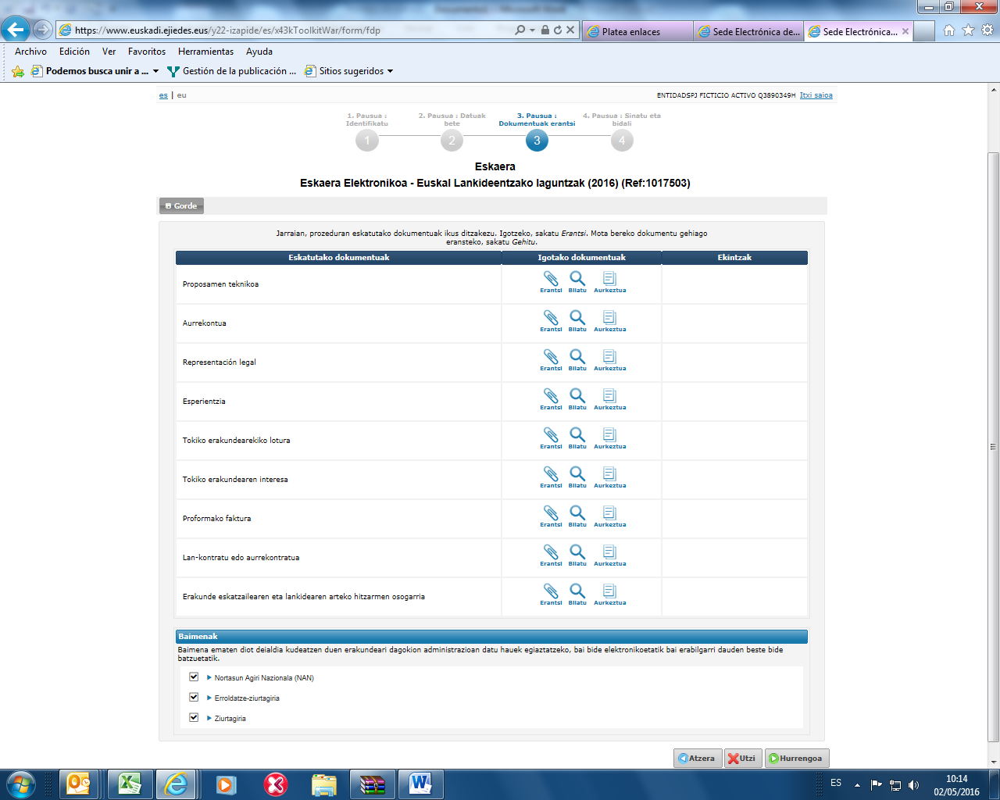 https://www.euskadi.ejiedes.eus/y22-izapide/es/x43kToolkitWar/form/fdp
Platea enlaces
Sede Electrónica de...
Sede Electrónica...
Archivo Edición Ver Favoritos Herramientas Ayuda
Podemos busca unir a ... Gestión de la publicación ... Sitios sugeridos
es | eu
ENTIDADSPJ FICTICIO ACTIVO Q3890349H Itxi saioa
1. Pausua : Identifikatu
2. Pausua : Datuak bete
3. Pausua : Dokumentuak erantsi
4. Pausua : Sinatu eta bidali
1 2 3 4
Eskaera
Eskaera Elektronikoa - Euskal Lankideentzako laguntzak (2016) (Ref:1017503)
Gorde
Jarraian, prozeduran eskatutako dokumentuak ikus ditzakezu. Igotzeko, sakatu Erantsi. Mota bereko dokumentu gehiago
eransteko, sakatu Gehitu.
Eskatutako dokumentuak Igotako dokumentuak Ekintzak
Proposamen teknikoa
Erantsi Bilatu Aurkeztua
Aurrekontua
Erantsi Bilatu Aurkeztua
Representación legal
Erantsi Bilatu Aurkeztua
Esperientzia
Erantsi Bilatu Aurkeztua
Tokiko erakundearekiko lotura
Erantsi Bilatu Aurkeztua
Tokiko erakundearen interesa
Erantsi Bilatu Aurkeztua
Proformako faktura
Erantsi Bilatu Aurkeztua
Lan-kontratu edo aurrekontratua
Erantsi Bilatu Aurkeztua
Erakunde eskatzailearen eta lankidearen arteko hitzarmen osogarria
Erantsi Bilatu Aurkeztua
Baimenak
Baimena ematen diot deialdia kudeatzen duen erakundeari dagokion administrazioan datu hauek egiaztatzeko, bai bide elektronikoetatik bai erabilgarri dauden beste bide
batzuetatik.
Nortasun Agiri Nazionala (NAN)
Erroldatze-ziurtagiria
Ziurtagiria
Atzera Utzi Hurrengoa
ES
10:14
02/05/2016